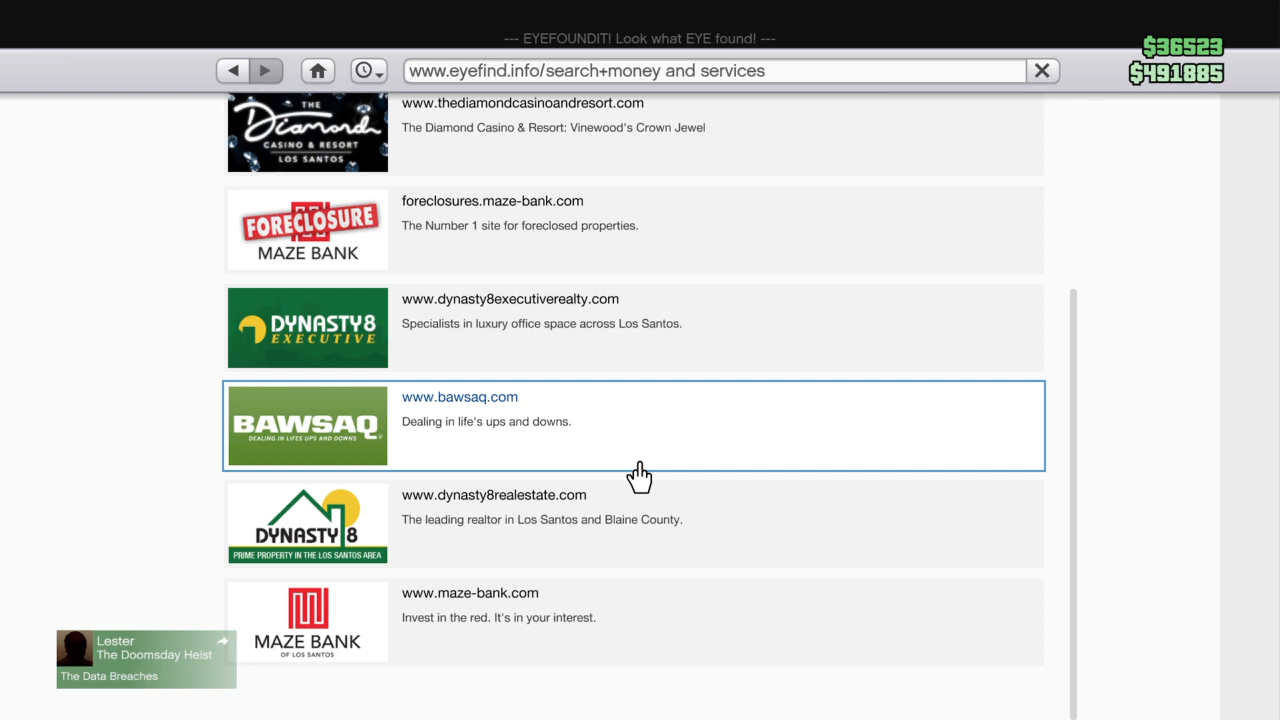 --- EYEFOUNDIT! Look what EYE found! ---
$36523
www.eyefind.info/search+money and services
$491885
THE
Diamond
CASINO & RESORT
LOS SANTOS
www.thediamondcasinoandresort.com
The Diamond Casino & Resort: Vinewood's Crown Jewel
FORECLOSURE
MAZE BANK
foreclosures.maze-bank.com
The Number 1 site for foreclosed properties.
DYNASTY8
EXECUTIVE
www.dynasty8executiverealty.com
Specialists in luxury office space across Los Santos.
BAWSAQ
DEALING IN LIFES UPS AND DOWNS
www.bawsaq.com
Dealing in life's ups and downs.
DYNASTY 8
PRIME PROPERTY IN THE LOS SANTOS AREA
www.dynasty8realestate.com
The leading realtor in Los Santos and Blaine County.
MAZE BANK
OF LOS SANTOS
www.maze-bank.com
Invest in the red. It's in your interest.
Lester
The Doomsday Heist
The Data Breaches